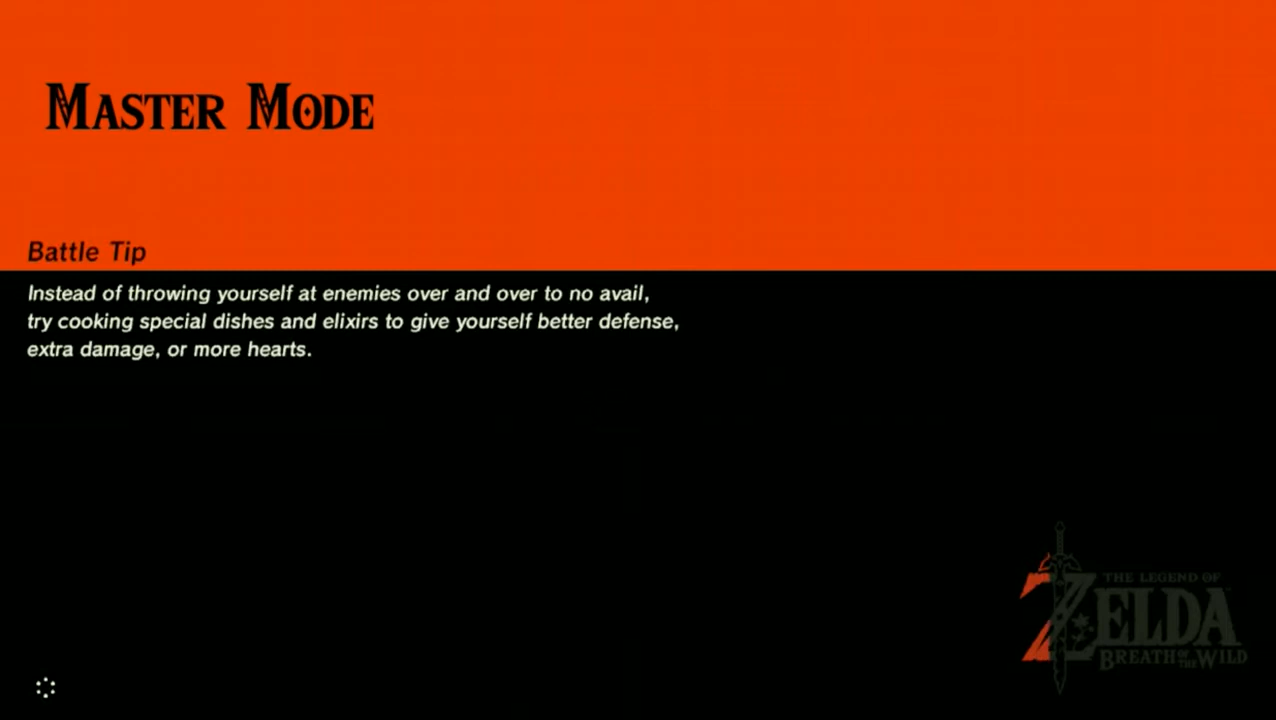 MASTER MODE
Battle Tip
Instead of throwing yourself at enemies over and over to no avail,
try cooking special dishes and elixirs to give yourself better defense,
extra damage, or more hearts.
THE LEGEND OF
ZELDA
BREATH OF THE WILD